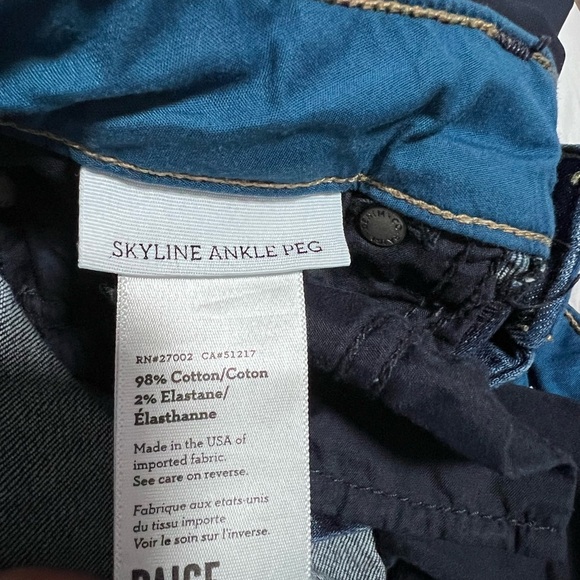 SKYLINE ANKLE PEG
RN#27002 CA#51217
98% Cotton/Coton
2% Elastane/
Élasthanne
Made in the USA of
imported fabric.
See care on reverse.
Fabrique aux etats-unis
du tissu importe
Voir le soin sur l'inverse.
PAIGE